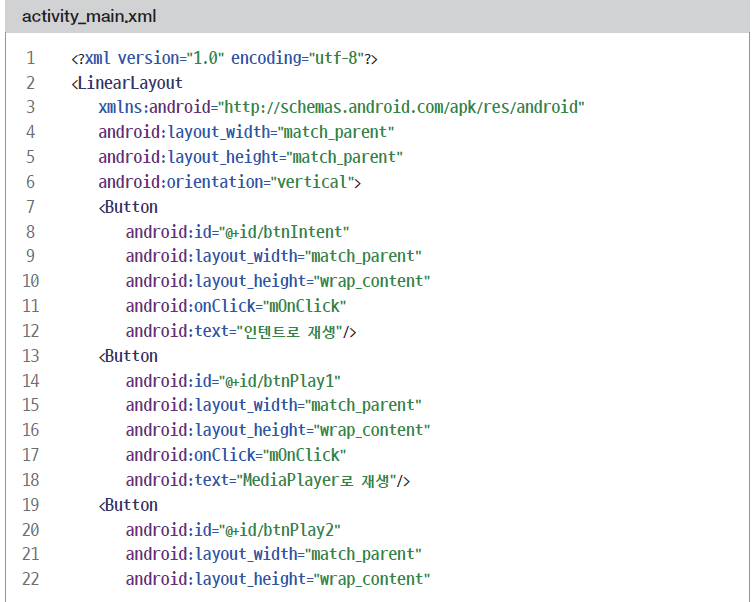 activity_main.xml
1 <?xml version="1.0" encoding="utf-8"?>
2 <LinearLayout
3 xmlns:android="http://schemas.android.com/apk/res/android"
4 android:layout_width="match_parent"
5 android:layout_height="match_parent"
6 android:orientation="vertical">
7 <Button
8 android:id="@+id/btnIntent"
9 android:layout_width="match_parent"
10 android:layout_height="wrap_content"
11 android:onClick="mOnClick"
12 android:text="인텐트로 재생"/>
13 <Button
14 android:id="@+id/btnPlay1"
15 android:layout_width="match_parent"
16 android:layout_height="wrap_content"
17 android:onClick="mOnClick"
18 android:text="MediaPlayer로 재생"/>
19 <Button
20 android:id="@+id/btnPlay2"
21 android:layout_width="match_parent"
22 android:layout_height="wrap_content"